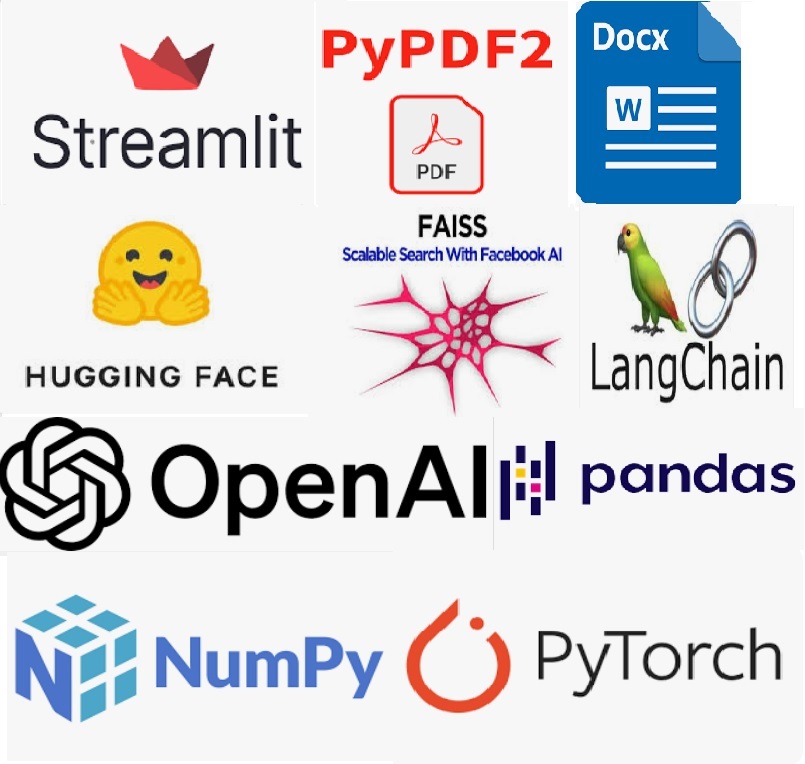 Streamlit
PyPDF2
PDF
Docx
W
HUGGING FACE
FAISS
Scalable Search With Facebook AI
LangChain
OpenAI
pandas
N NumPy
PyTorch